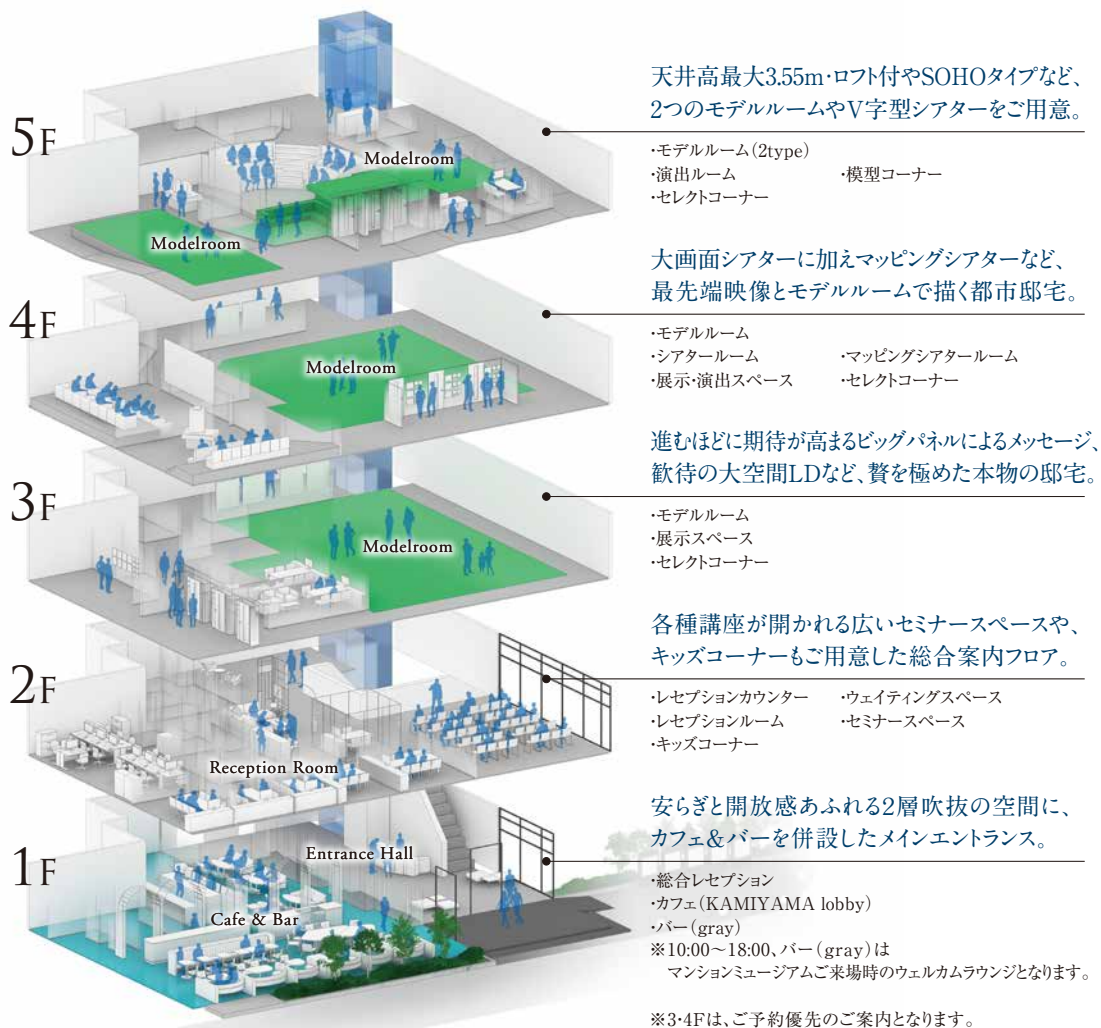 5F
Modelroom
Modelroom
天井高最大3.55m・ロフト付やSOHOタイプなど、
2つのモデルルームやV字型シアターをご用意。
・モデルルーム(2type)
・演出ルーム ・模型コーナー
・セレクトコーナー
4F
Modelroom
大画面シアターに加えマッピングシアターなど、
最先端映像とモデルルームで描く都市邸宅。
・モデルルーム
・シアタールーム ・マッピングシアタールーム
・展示・演出スペース ・セレクトコーナー
3F
Modelroom
進むほどに期待が高まるビッグパネルによるメッセージ、
歓待の大空間LDなど、贅を極めた本物の邸宅。
・モデルルーム
・展示スペース
・セレクトコーナー
2F
Reception Room
各種講座が開かれる広いセミナースペースや、
キッズコーナーもご用意した総合案内フロア。
・レセプションカウンター ・ウェイティングスペース
・レセプションルーム ・セミナースペース
・キッズコーナー
1F
Entrance Hall
Cafe & Bar
安らぎと開放感あふれる2層吹抜の空間に、
カフェ&バーを併設したメインエントランス。
・総合レセプション
・カフェ(KAMIYAMA lobby)
・バー(gray)
※10:00〜18:00、バー(gray)は
マンションミュージアムご来場時のウェルカムラウンジとなります。
※3・4Fは、ご予約優先のご案内となります。